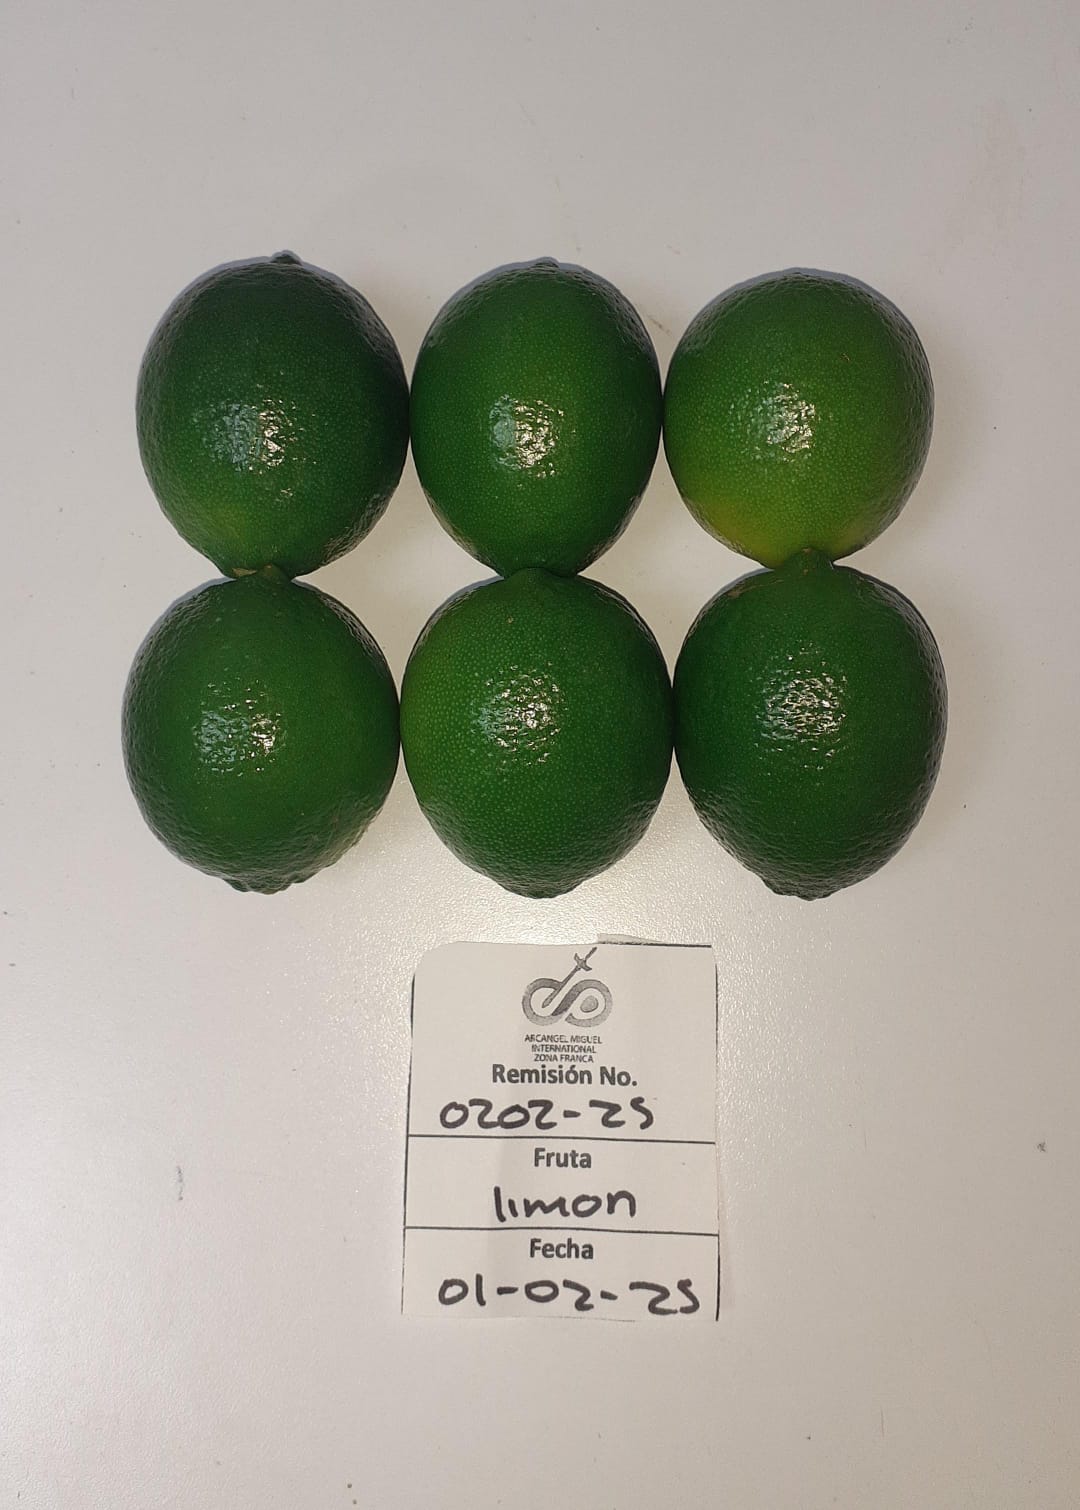 ARCANGEL MIGUEL
INTERNATIONAL
ZONA FRANCA
Remisión No.
0202-25
Fruta
limon
Fecha
01-02-25